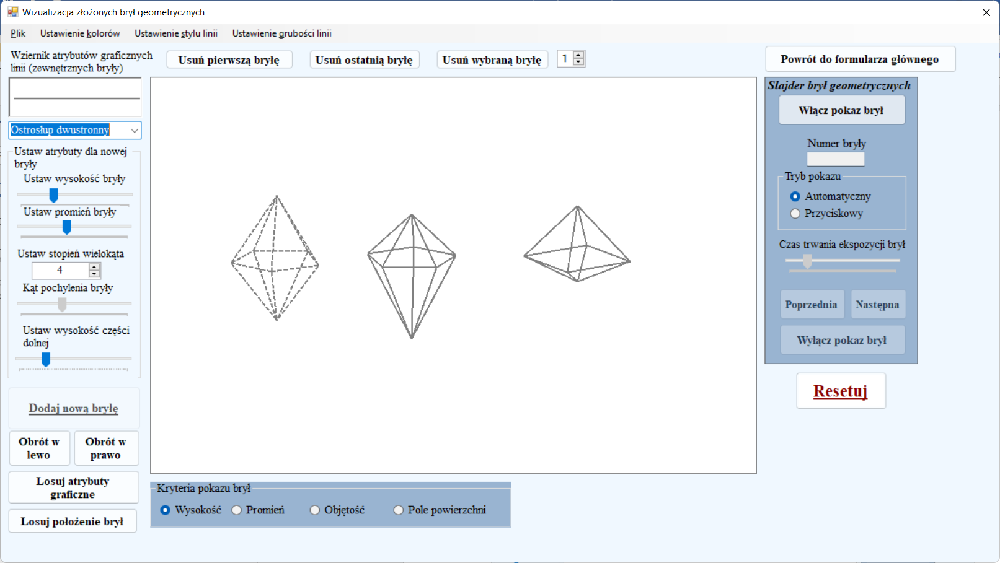 Wizualizacja złożonych brył geometrycznych
Plik Ustawienie kolorów Ustawienie stylu linii Ustawienie grubości linii
Wziernik atrybutów graficznych
linii (zewnętrznych bryły)
Usuń pierwszą bryłę Usuń ostatnią bryłę Usuń wybraną bryłę 1
Powrót do formularza głównego
Ostrosłup dwustronny
Ustaw atrybuty dla nowej
bryły
Ustaw wysokość bryły
Ustaw promień bryły
Ustaw stopień wielokąta
4
Kąt pochylenia bryły
Ustaw wysokość części
dolnej
Dodaj nową bryłę
Obrót w
lewo
Obrót w
prawo
Losuj atrybuty
graficzne
Losuj położenie brył
Kryteria pokazu brył
Wysokość Promień Objętość Pole powierzchni
Slajder brył geometrycznych
Włącz pokaz brył
Numer bryły
Tryb pokazu
Automatyczny
Przyciskowy
Czas trwania ekspozycji brył
Poprzednia Następna
Wyłącz pokaz brył
Resetuj